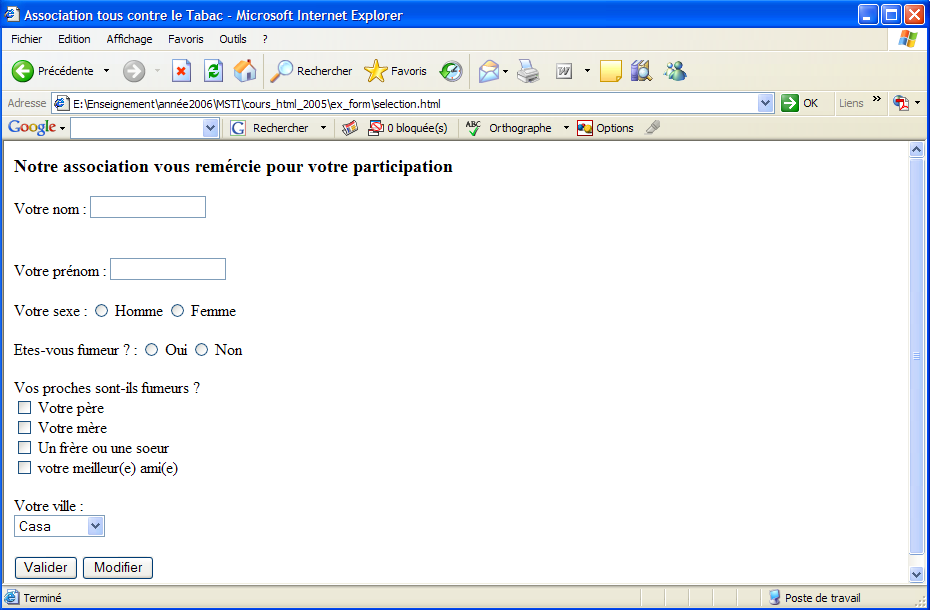 Association tous contre le Tabac - Microsoft Internet Explorer
Fichier Edition Affichage Favoris Outils ?
Précédente Rechercher Favoris W
Adresse E:\Enseignement\année2006\MSTI\cours_html_2005\ex_form\selection.html OK Liens »
Google Rechercher 0 bloquée(s) ABC Orthographe Options
Notre association vous remércie pour votre participation
Votre nom :
Votre prénom :
Votre sexe : Homme Femme
Etes-vous fumeur ? : Oui Non
Vos proches sont-ils fumeurs ?
Votre père
Votre mère
Un frère ou une soeur
votre meilleur(e) ami(e)
Votre ville :
Casa
Valider Modifier
Terminé Poste de travail